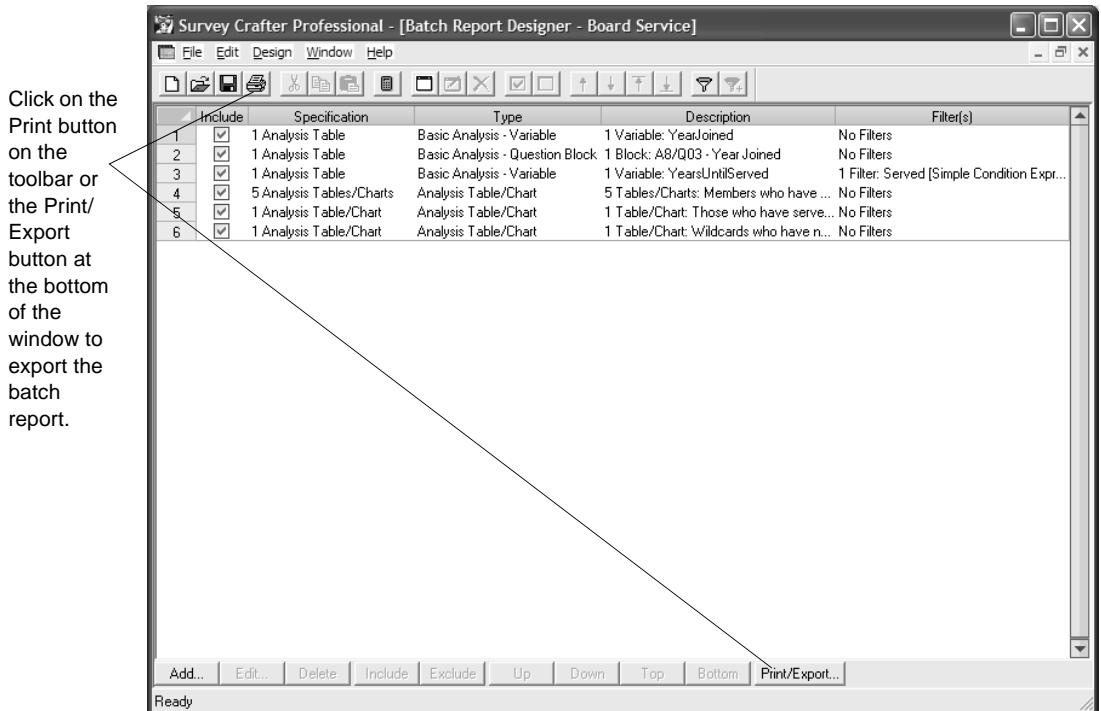 Survey Crafter Professional - [Batch Report Designer - Board Service]
File Edit Design Window Help
Click on the
Print button
on the
toolbar or
the Print/
Export
button at
the bottom
of the
window to
export the
batch
report.
Include Specification Type Description Filter(s)
1 1 Analysis Table Basic Analysis - Variable 1 Variable: YearJoined No Filters
2 1 Analysis Table Basic Analysis - Question Block 1 Block: A8/Q03 - Year Joined No Filters
3 1 Analysis Table Basic Analysis - Variable 1 Variable: YearsUntilServed 1 Filter: Served [Simple Condition Expr...
4 5 Analysis Tables/Charts Analysis Table/Chart 5 Tables/Charts: Members who have ... No Filters
5 1 Analysis Table/Chart Analysis Table/Chart 1 Table/Chart: Those who have serve... No Filters
6 1 Analysis Table/Chart Analysis Table/Chart 1 Table/Chart: Wildcards who have n... No Filters
Add... Edit... Delete Include Exclude Up Down Top Bottom Print/Export...
Ready